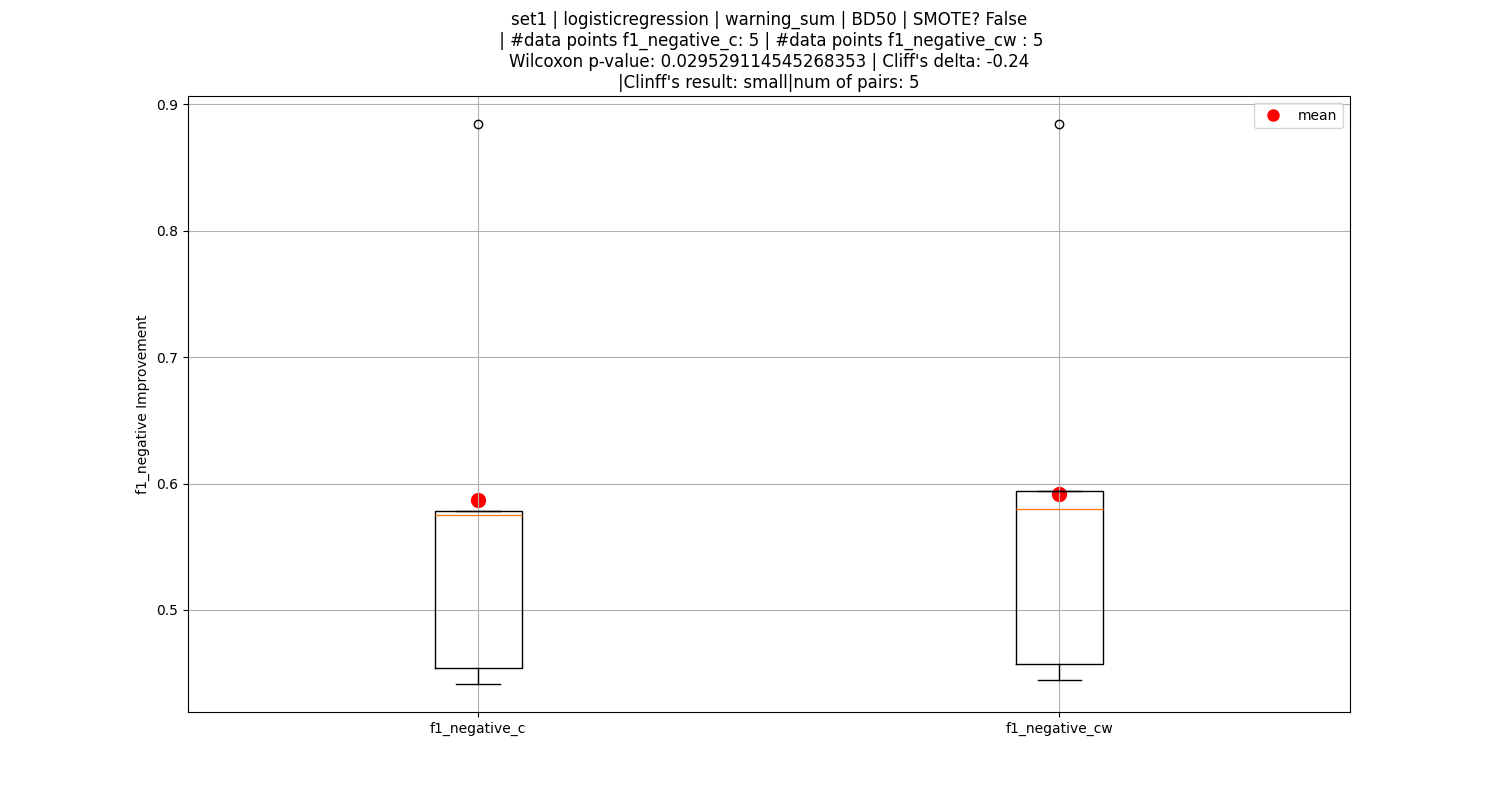 set1 | logisticregression | warning_sum | BD50 | SMOTE? False
| #data points f1_negative_c: 5 | #data points f1_negative_cw : 5
Wilcoxon p-value: 0.029529114545268353 | Cliff's delta: -0.24
|Clinff's result: small|num of pairs: 5
mean
0.9
0.8
0.7
0.6
0.5
f1_negative Improvement
f1_negative_c
f1_negative_cw